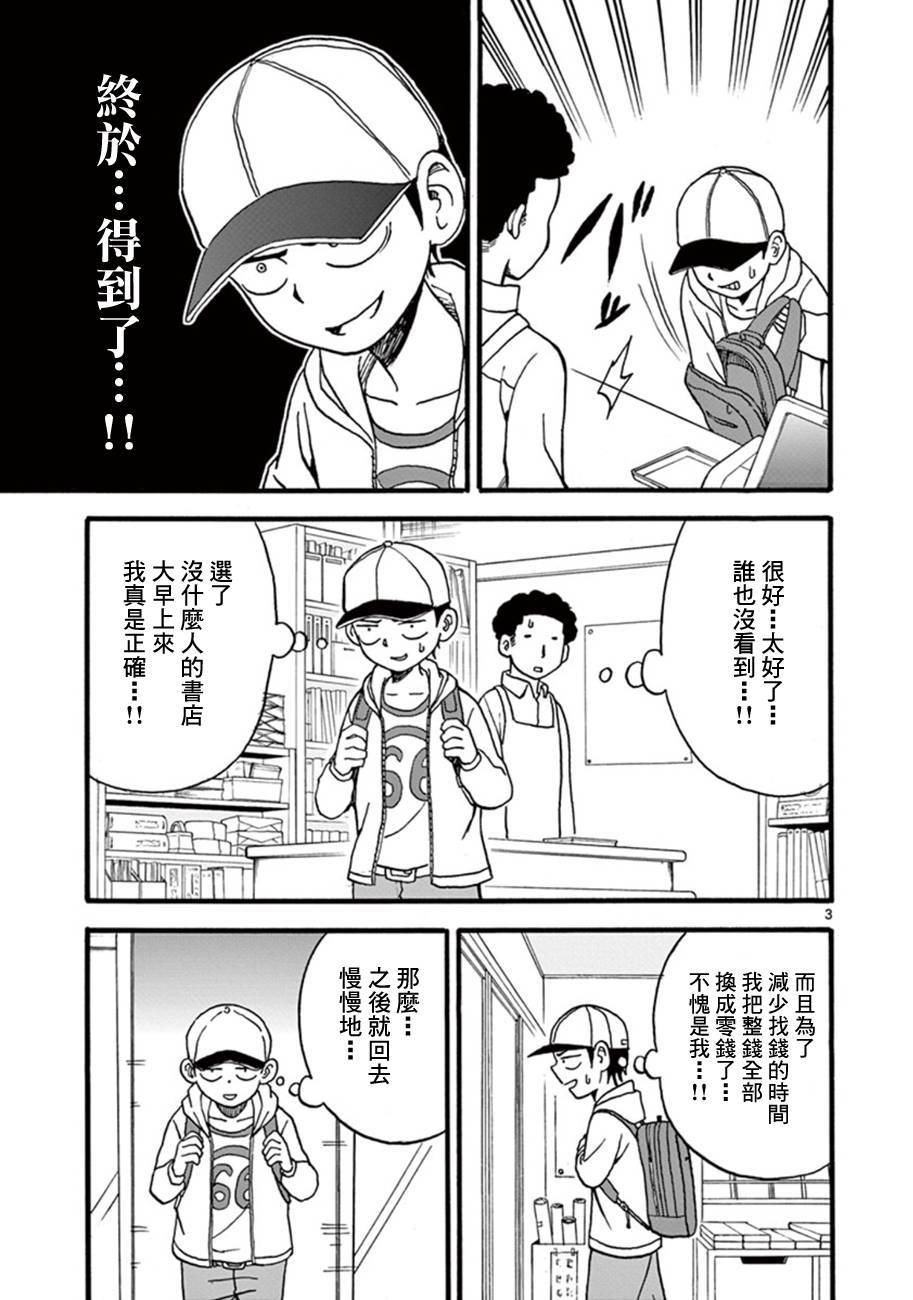 終於⋯得到了⋯!!
很好⋯太好了⋯
誰也沒看到⋯!!
選了
沒什麼人的書店
大早上來
我真是正確⋯!!
66
3
而且為了
減少找錢的時間
我把整錢全部
換成零錢了⋯
不愧是我⋯!!
那麼⋯
之後就回去
慢慢地⋯
66